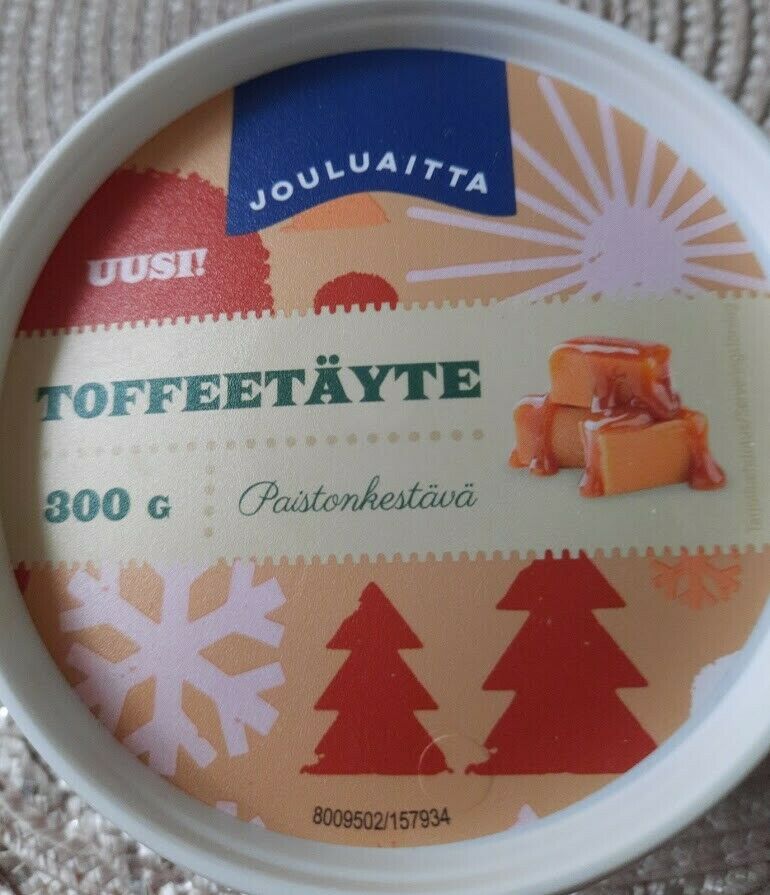 JOULUAITTA
UUSI!
TOFFEETÄYTE
300 G
Paistonkestävä
8009502/157934